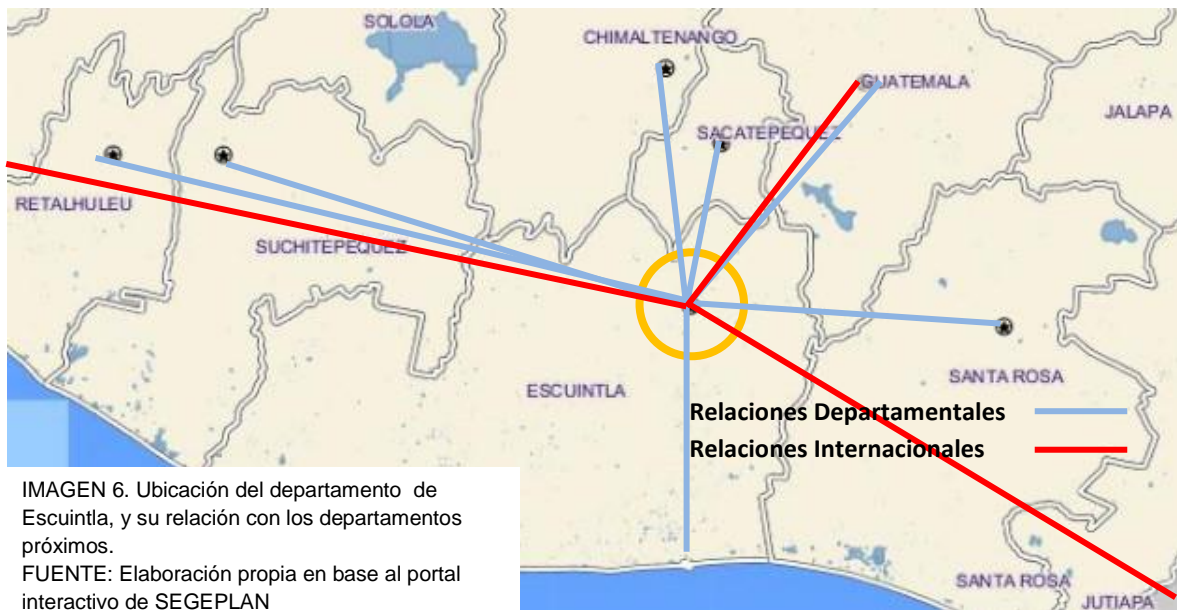 SOLOLA
CHIMALTENANGO
GUATEMALA
JALAPA
SACATEPEQUEZ
RETALHULEU
SUCHITEPEQUEZ
ESCUINTLA
SANTA ROSA
Relaciones Departamentales
Relaciones Internacionales
IMAGEN 6. Ubicación del departamento de
Escuintla, y su relación con los departamentos
próximos.
FUENTE: Elaboración propia en base al portal
interactivo de SEGEPLAN
SANTA ROSA
JUTIAPA